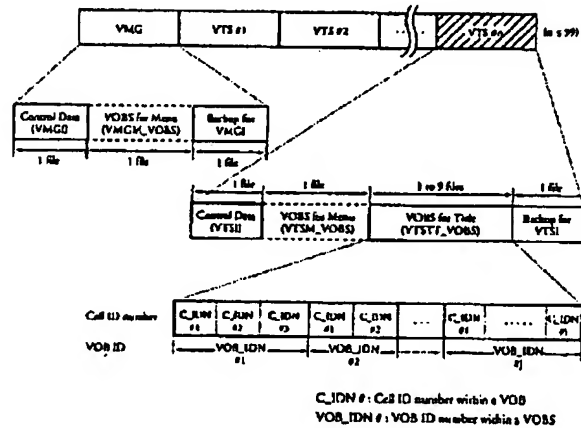 VMG VTS #1 VTS #2 ..... VTS #n (n ≤ 99)
Control Data (VMGI) VOBS for Menu (VMGM_VOBS) Backup for VMGI
1 file 1 file 1 file
1 file 1 file 1 to 9 files 1 file
Control Data (VTSI) VOBS for Menu (VTSM_VOBS) VOBS for Title (VTSTT_VOBS) Backup for VTSI
Cell ID number C_IDN #1 C_IDN #2 C_IDN #3 C_IDN #1 C_IDN #2 .... C_IDN #1 ..... C_IDN
VOB ID VOB_IDN #1 VOB_IDN #2 VOB_IDN #j
C_IDN # : Cell ID number within a VOB
VOB_IDN # : VOB ID number within a VOBS